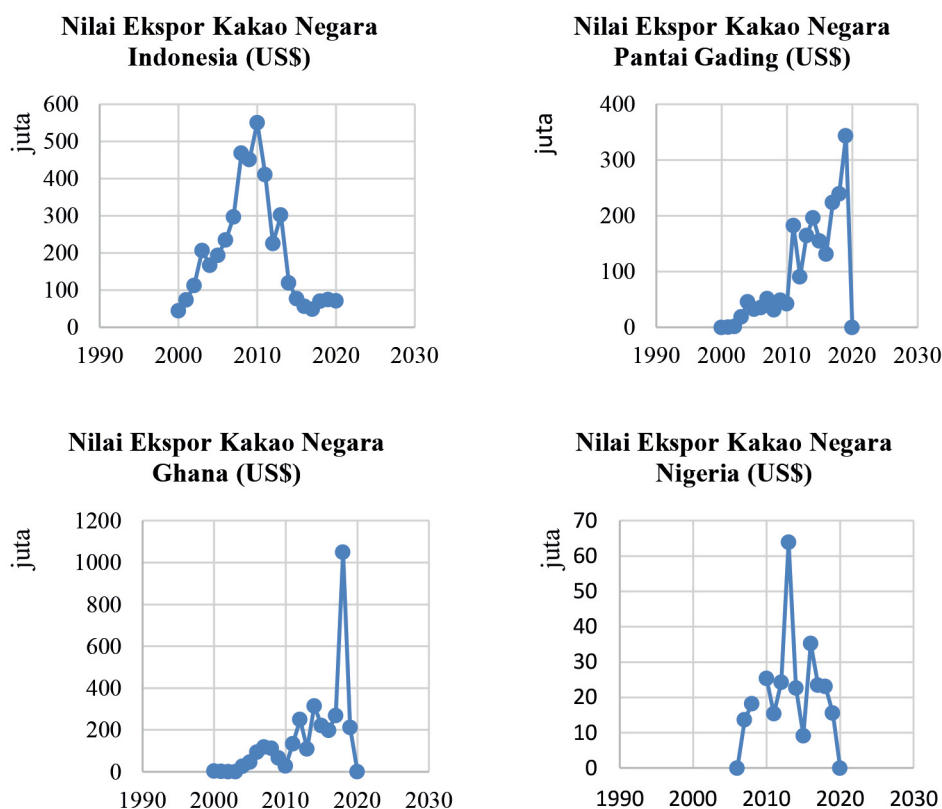 Nilai Ekspor Kakao Negara
Indonesia (US$)
juta
600
500
400
300
200
100
0
1990 2000 2010 2020 2030
Nilai Ekspor Kakao Negara
Pantai Gading (US$)
juta
400
300
200
100
0
1990 2000 2010 2020 2030
Nilai Ekspor Kakao Negara
Ghana (US$)
juta
1200
1000
800
600
400
200
0
1990 2000 2010 2020 2030
Nilai Ekspor Kakao Negara
Nigeria (US$)
juta
70
60
50
40
30
20
10
0
1990 2000 2010 2020 2030